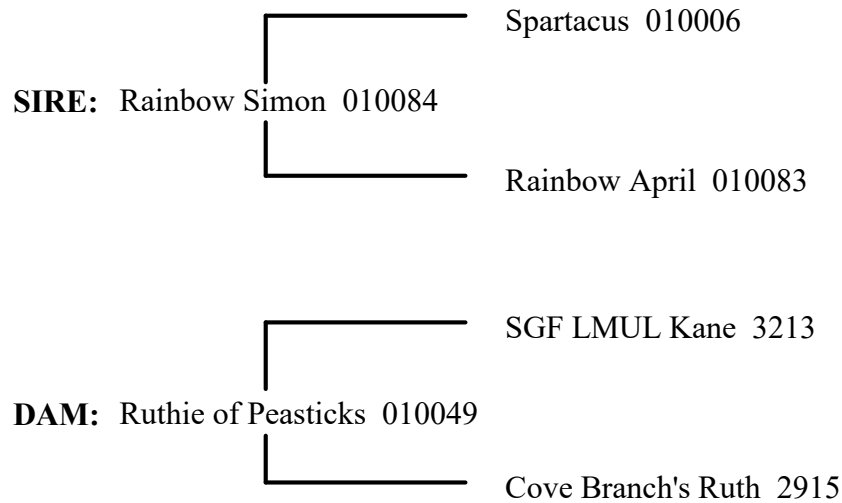 Spartacus 010006
SIRE: Rainbow Simon 010084
Rainbow April 010083
SGF LMUL Kane 3213
DAM: Ruthie of Peasticks 010049
Cove Branch's Ruth 2915